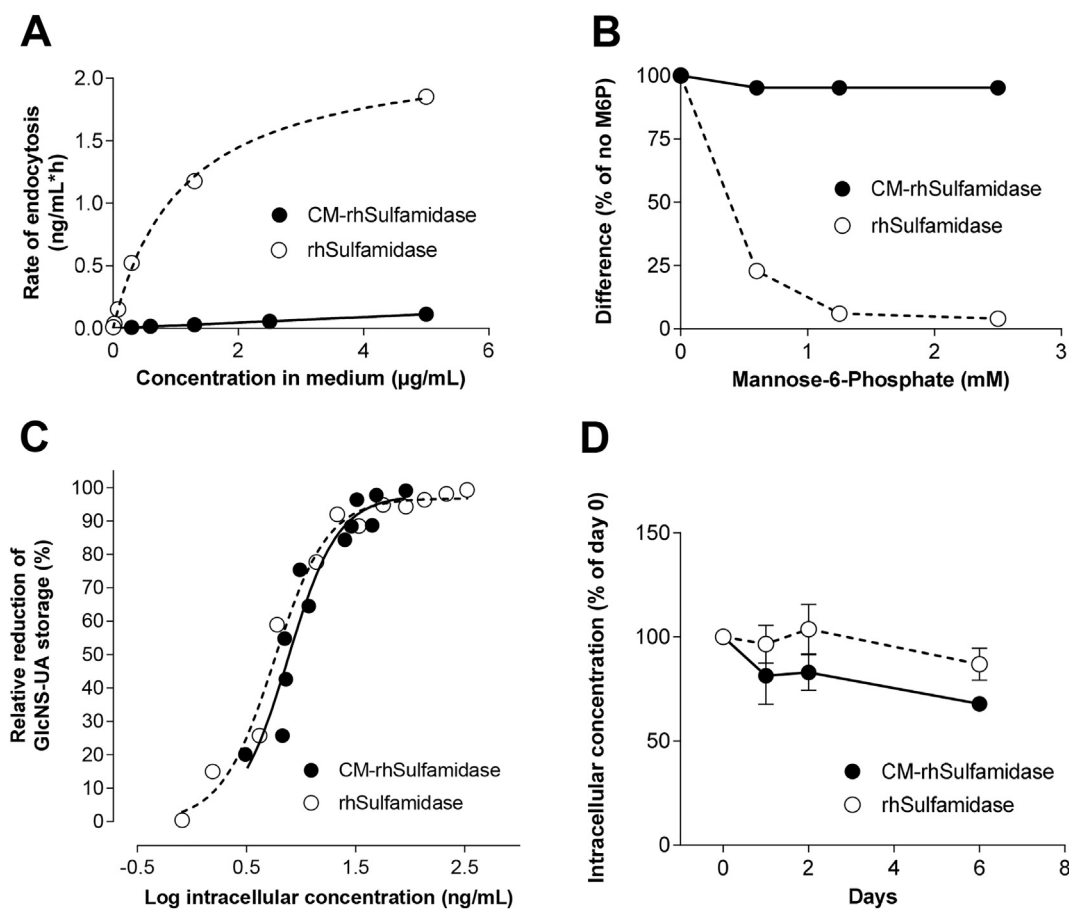 A
Rate of endocytosis
(ng/mL*h)
2.0
1.5
1.0
0.5
0.0
0
2
4
6
CM-rhSulfamidase
rhSulfamidase
Concentration in medium (µg/mL)
B
Difference (% of no M6P)
100
75
50
25
0
0
1
2
3
CM-rhSulfamidase
rhSulfamidase
Mannose-6-Phosphate (mM)
C
Relative reduction of
GlcNS-UA storage (%)
100
90
80
70
60
50
40
30
20
10
0
-0.5
0.5
1.5
2.5
CM-rhSulfamidase
rhSulfamidase
Log intracellular concentration (ng/mL)
D
Intracellular concentration (% of day 0)
150
100
50
0
0
2
4
6
8
CM-rhSulfamidase
rhSulfamidase
Days